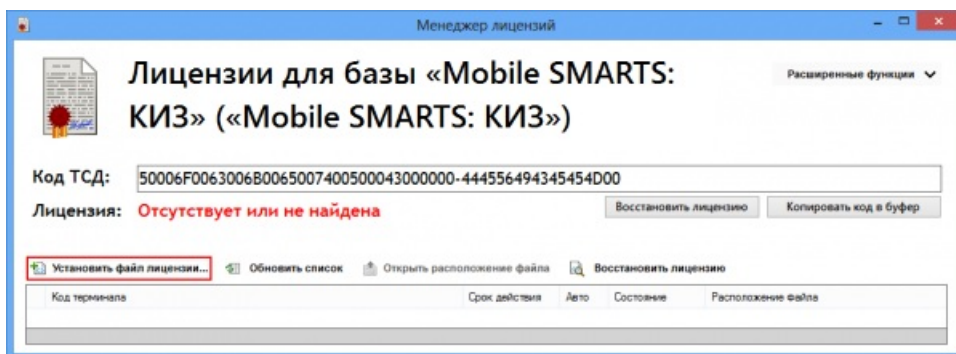 Менеджер лицензий
Лицензии для базы «Mobile SMARTS: КИЗ» («Mobile SMARTS: КИЗ»)
Расширенные функции
Код ТСД: 50006F0063006B0065007400500043000000-444556494345454D00
Лицензия: Отсутствует или не найдена
Восстановить лицензию
Копировать код в буфер
Установить файл лицензии...
Обновить список
Открыть расположение файла
Восстановить лицензию
Код терминала
Срок действия
Авто
Состояние
Расположение файла